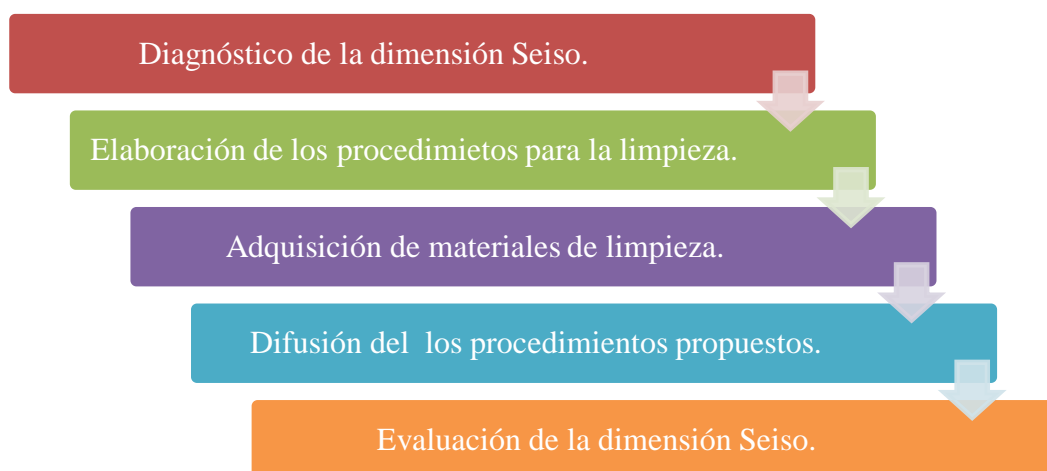 Diagnóstico de la dimensión Seiso.
Elaboración de los procedimietos para la limpieza.
Adquisición de materiales de limpieza.
Difusión del los procedimientos propuestos.
Evaluación de la dimensión Seiso.